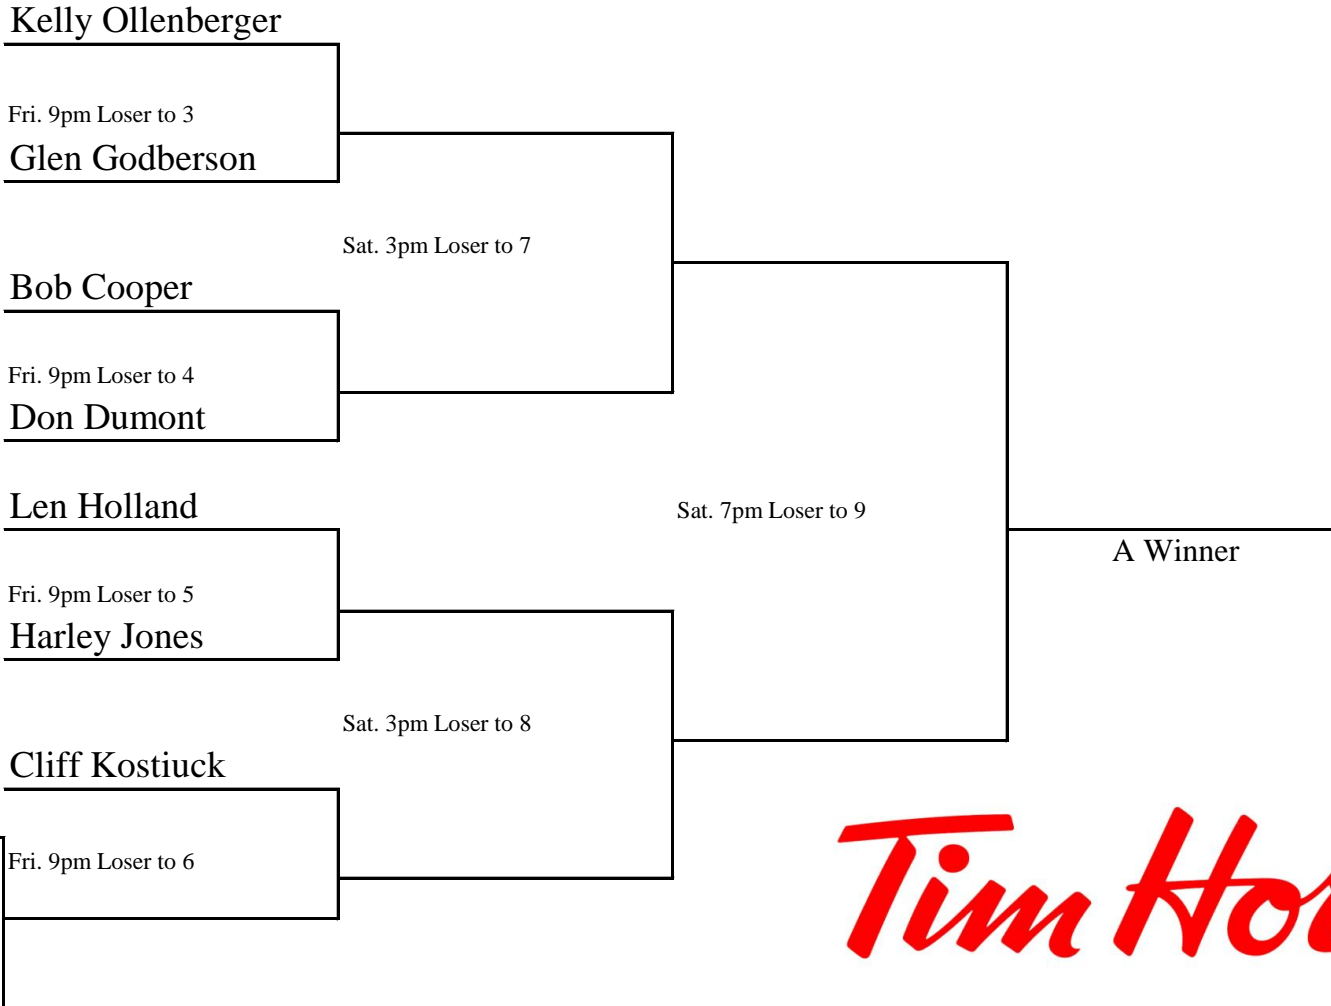 Kelly Ollenberger
Fri. 9pm Loser to 3
Glen Godberson
Sat. 3pm Loser to 7
Bob Cooper
Fri. 9pm Loser to 4
Don Dumont
Len Holland
Sat. 7pm Loser to 9
A Winner
Fri. 9pm Loser to 5
Harley Jones
Sat. 3pm Loser to 8
Cliff Kostiuck
Fri. 9pm Loser to 6
Tim Ho